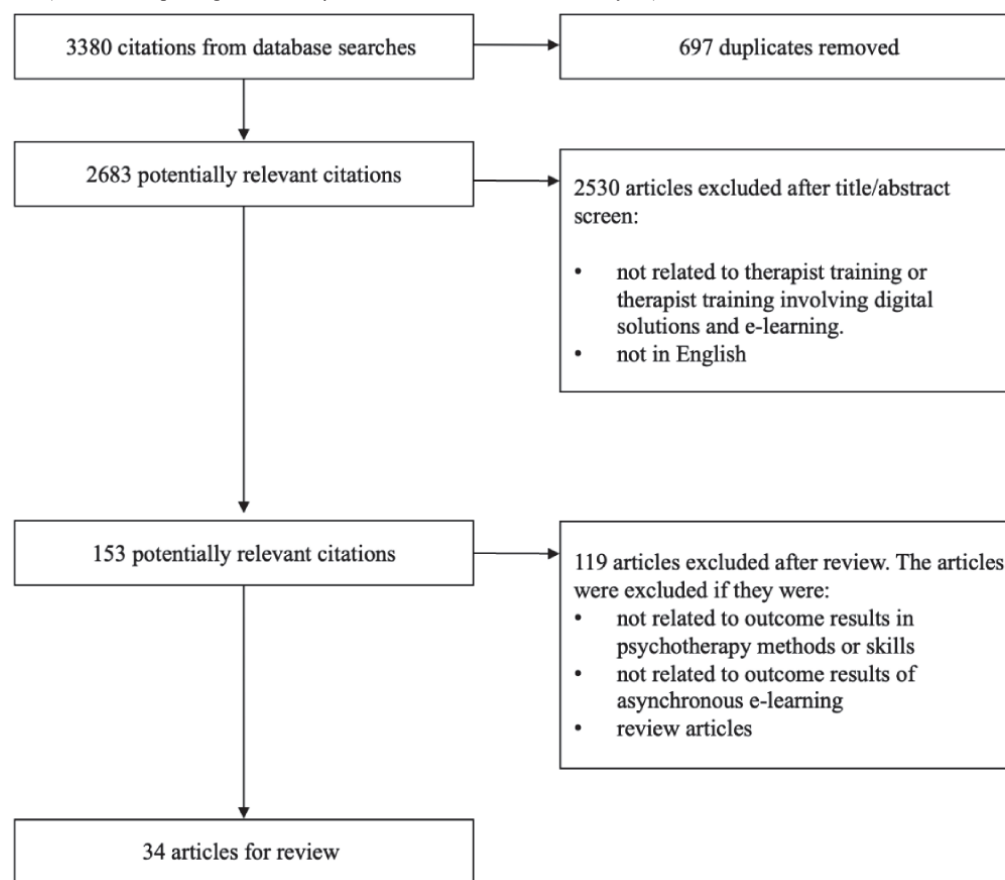 3380 citations from database searches
697 duplicates removed
2683 potentially relevant citations
2530 articles excluded after title/abstract
screen:
• not related to therapist training or
therapist training involving digital
solutions and e-learning.
• not in English
153 potentially relevant citations
119 articles excluded after review. The articles
were excluded if they were:
• not related to outcome results in
psychotherapy methods or skills
• not related to outcome results of
asynchronous e-learning
• review articles
34 articles for review